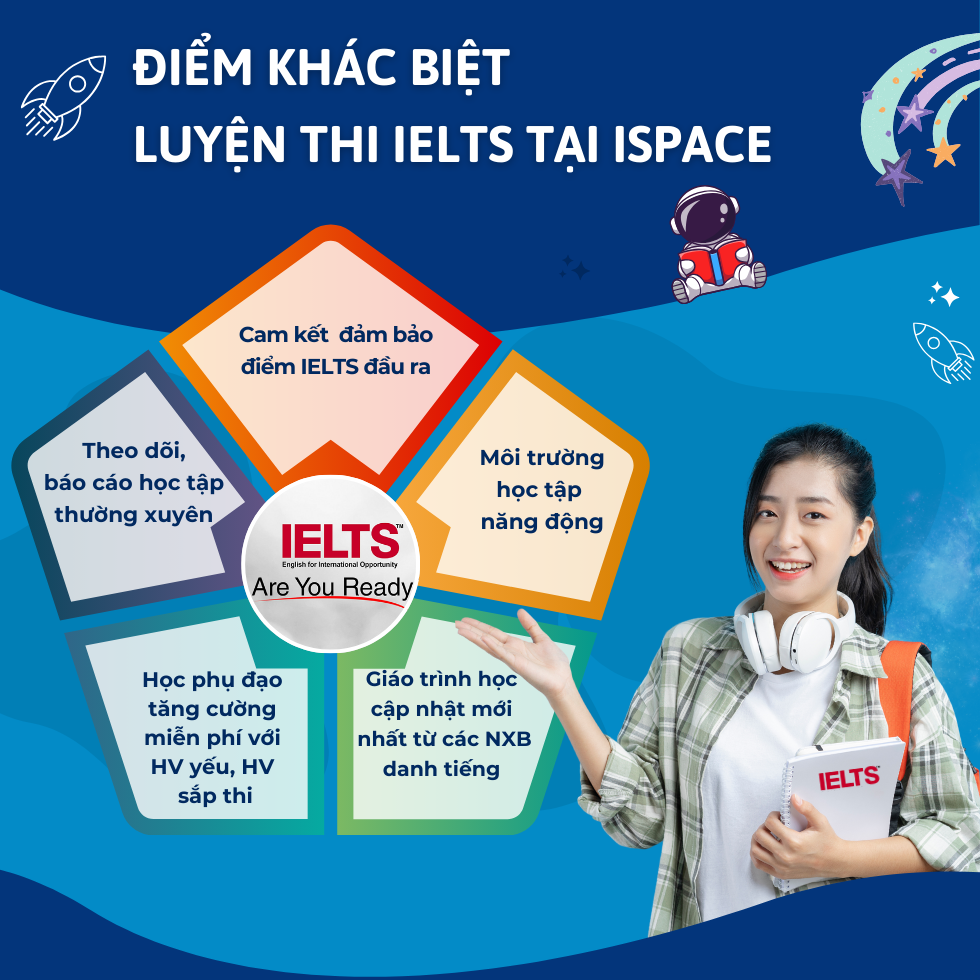 ĐIỂM KHÁC BIỆT
LUYỆN THI IELTS TẠI ISPACE
Cam kết đảm bảo
điểm IELTS đầu ra
Theo dõi,
báo cáo học tập
thường xuyên
Môi trường
học tập
năng động
IELTS™
English for International Opportunity
Are You Ready
Học phụ đạo
tăng cường
miễn phí với
HV yếu, HV
sắp thi
Giáo trình học
cập nhật mới
nhất từ các NXB
danh tiếng
IELTS